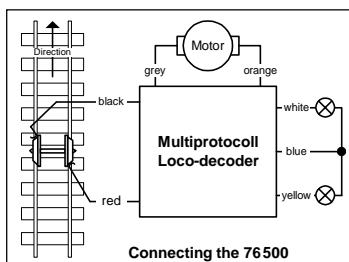 Direction
Motor
grey
orange
black
white
Multiprotocoll
Loco-decoder
blue
red
yellow
Connecting the 76500